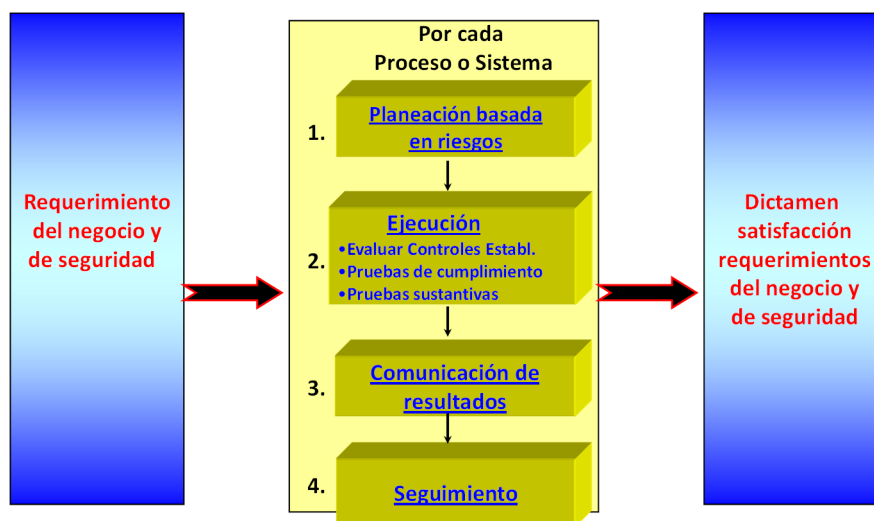 Requerimiento
del negocio y
de seguridad
Por cada
Proceso o Sistema
1.
Planeación basada
en riesgos
2.
Ejecución
•Evaluar Controles Establ.
•Pruebas de cumplimiento
•Pruebas sustantivas
3.
Comunicación de
resultados
4.
Seguimiento
Dictamen
satisfacción
requerimientos
del negocio y
de seguridad